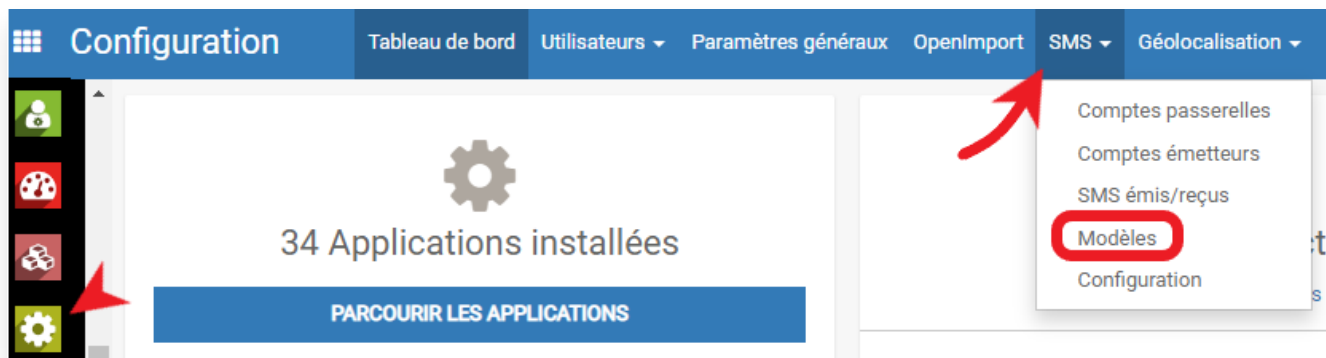 Configuration
Tableau de bord
Utilisateurs
Paramètres généraux
OpenImport
SMS
Géolocalisation
Comptes passerelles
Comptes émetteurs
SMS émis/reçus
Modèles
Configuration
34 Applications installées
PARCOURIR LES APPLICATIONS